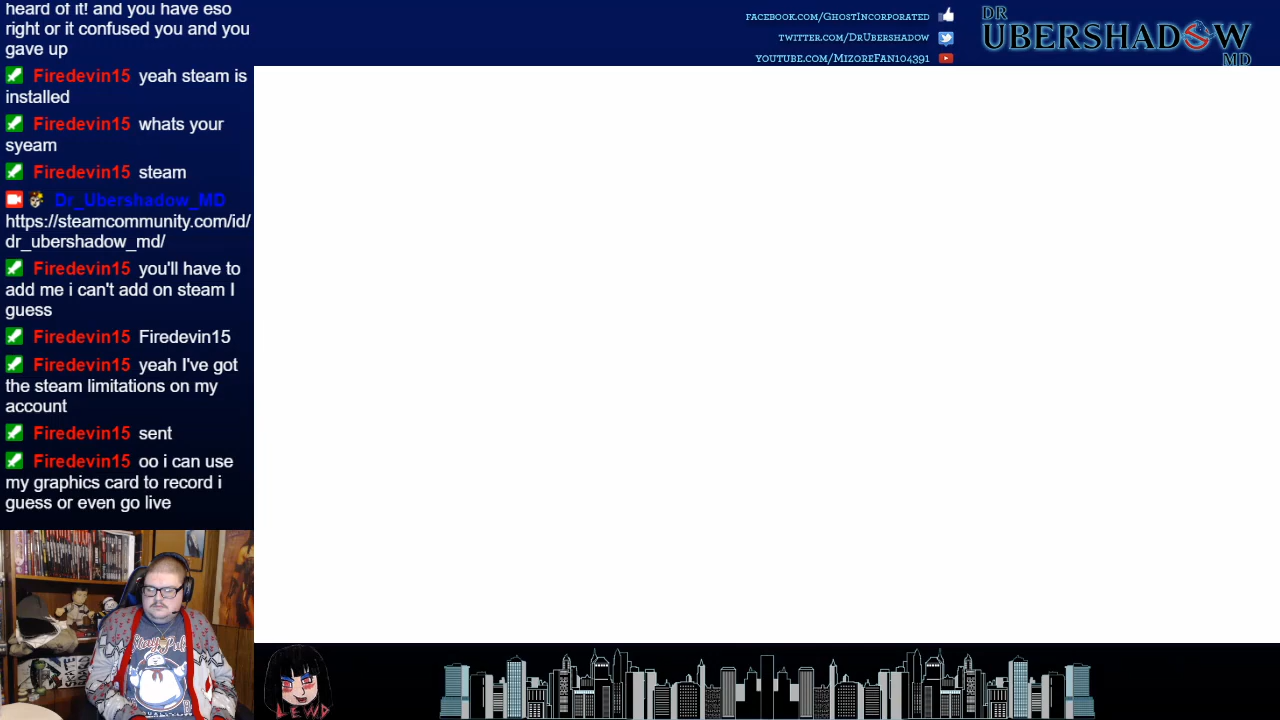 heard of it! and you have eso
right or it confused you and you
gave up
Firedevin15 yeah steam is
installed
Firedevin15 whats your
syeam
Firedevin15 steam
Dr_Ubershadow_MD
https://steamcommunity.com/id/
dr_ubershadow_md/
Firedevin15 you'll have to
add me i can't add on steam I
guess
Firedevin15 Firedevin15
Firedevin15 yeah I've got
the steam limitations on my
account
Firedevin15 sent
Firedevin15 oo i can use
my graphics card to record i
guess or even go live
facebook.com/GhostIncorporated
twitter.com/DrUbershadow
youtube.com/MizoreFan104391
DR
UBERSHADOW
MD
LEWD